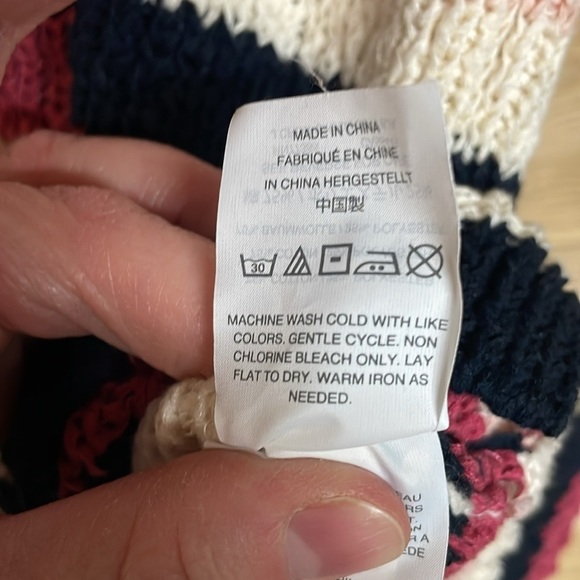 MADE IN CHINA
FABRIQUÉ EN CHINE
IN CHINA HERGESTELLT
中国製
30
MACHINE WASH COLD WITH LIKE
COLORS. GENTLE CYCLE. NON
CHLORINE BLEACH ONLY. LAY
FLAT TO DRY. WARM IRON AS
NEEDED.